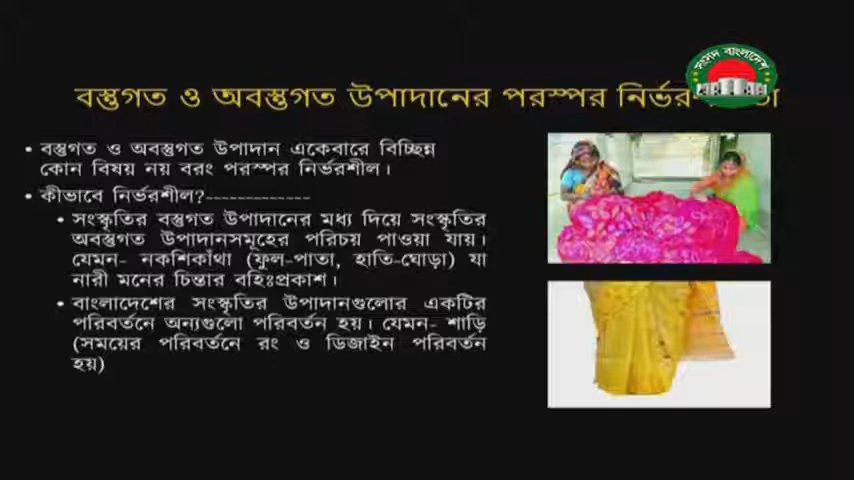 সংসদ বাংলাদেশ
বস্তুগত ও অবস্তুগত উপাদানের পরস্পর
• বস্তুগত ও অবস্তুগত উপাদান একেবারে বিচ্ছিন্ন
কোন বিষয় নয় বরং পরস্পর নির্ভরশীল।
• কীভাবে নির্ভরশীল?-------------
• সংস্কৃতির বস্তুগত উপাদানের মধ্য দিয়ে সংস্কৃতির
অবস্তুগত উপাদানসমূহের পরিচয় পাওয়া যায়।
যেমন- নকশিকাঁথা (ফুল-পাতা, হাতি-ঘোড়া) যা
নারী মনের চিন্তার বহিঃপ্রকাশ।
• বাংলাদেশের সংস্কৃতির উপাদানগুলোর একটির
পরিবর্তনে অন্যগুলো পরিবর্তন হয়। যেমন- শাড়ি
(সময়ের পরিবর্তনে রং ও ডিজাইন পরিবর্তন
হয়)